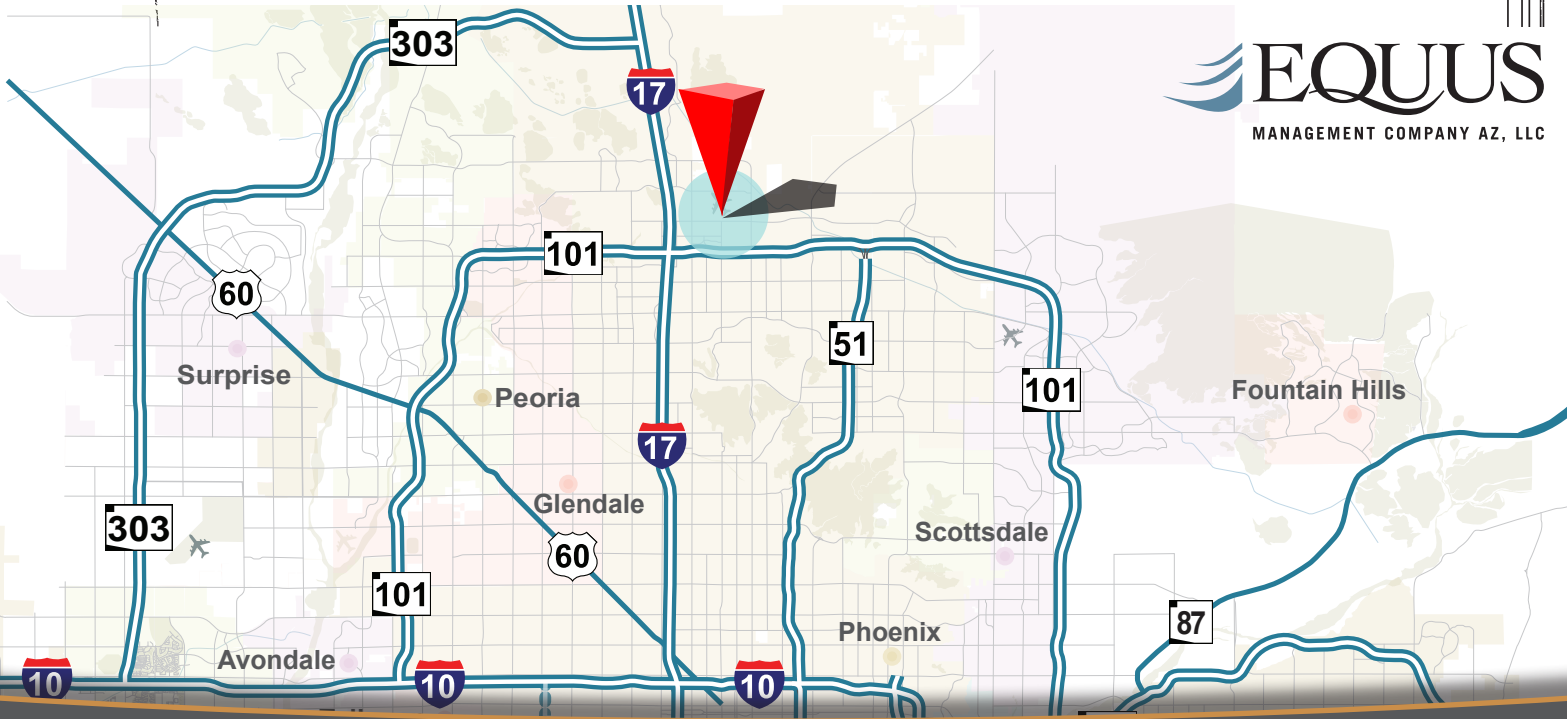 303
17
EQUUS
MANAGEMENT COMPANY AZ, LLC
101
60
51
Surprise
101
Peoria
Fountain Hills
17
Glendale
303
Scottsdale
60
101
87
Phoenix
Avondale
10
10
10